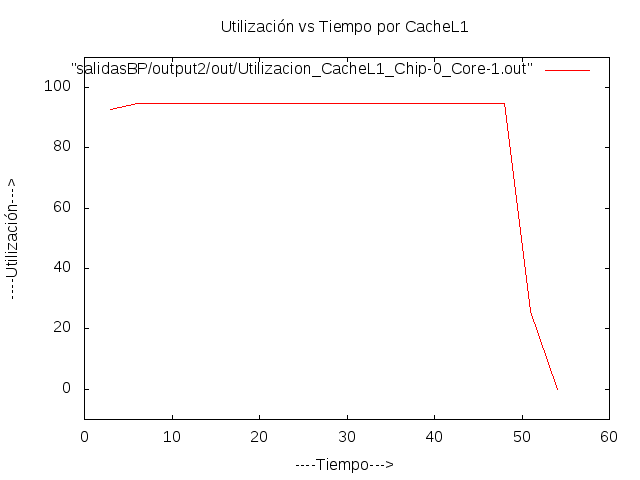 Utilización vs Tiempo por CacheL1
"salidasBP/output2/out/Utilizacion_CacheL1_Chip-0_Core-1.out"
100
80
60
40
20
0
----Utilización--->
0 10 20 30 40 50 60
----Tiempo--->